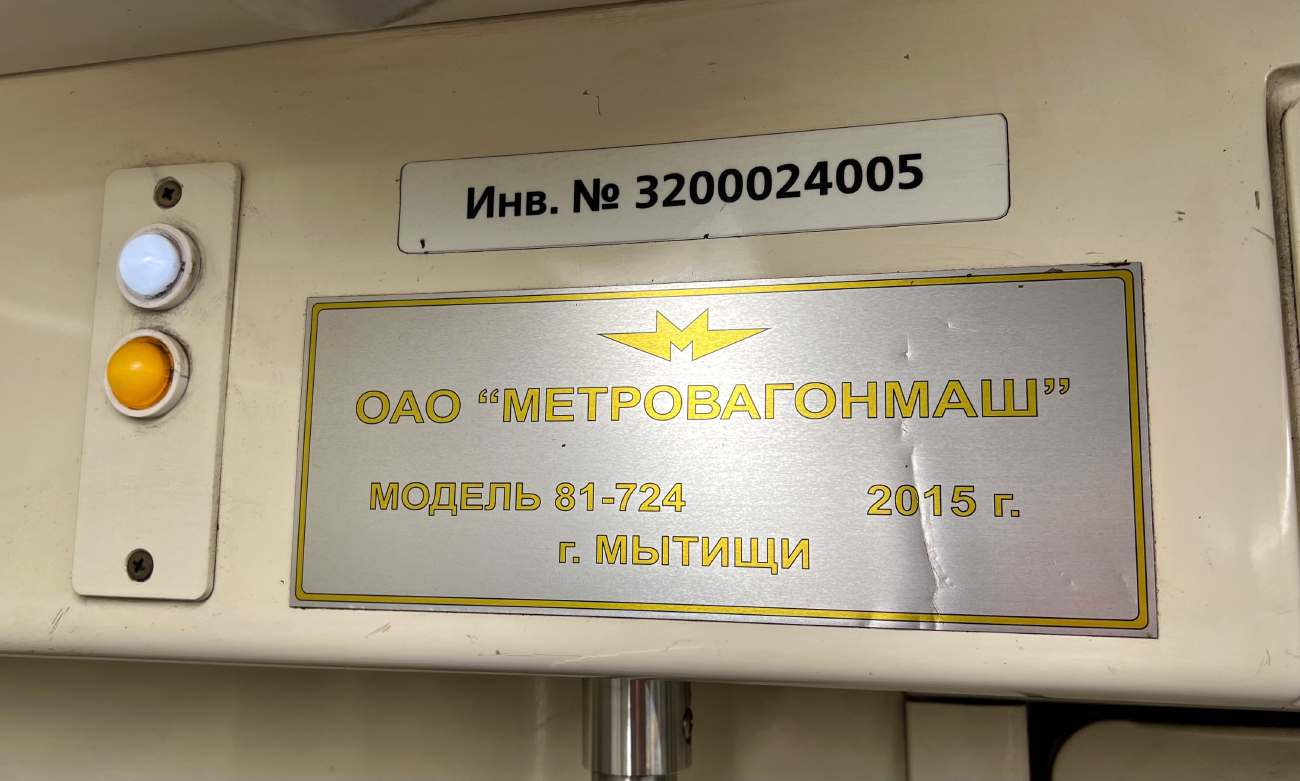 Инв. № 3200024005
ОАО “МЕТРОВАГОНМАШ”
МОДЕЛЬ 81-724 2015 г.
г. МЫТИЩИ